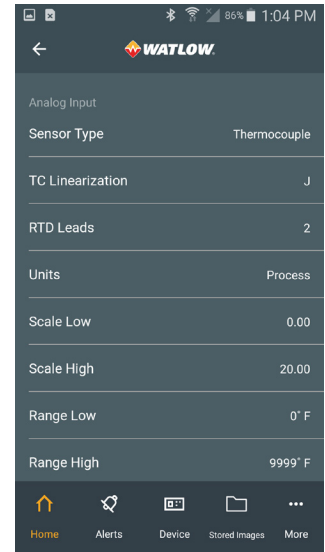 86% 1:04 PM
WATLOW.
Analog Input
Sensor Type Thermocouple
TC Linearization J
RTD Leads 2
Units Process
Scale Low 0.00
Scale High 20.00
Range Low 0° F
Range High 9999° F
Home Alerts Device Stored Images More